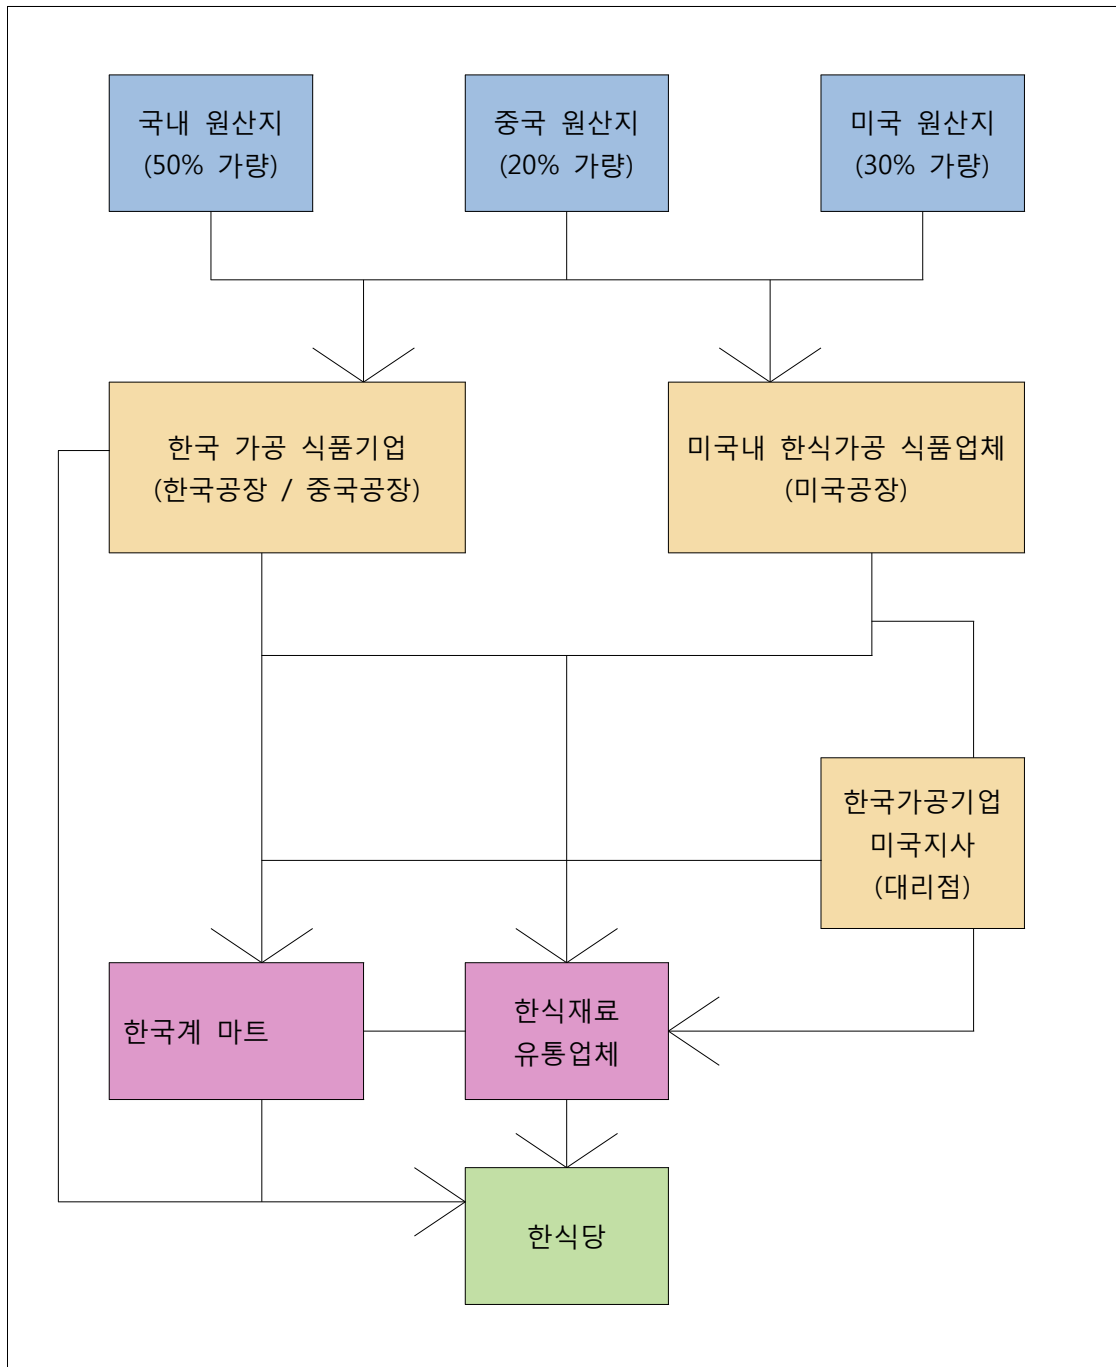 국내 원산지
(50% 가량)
중국 원산지
(20% 가량)
미국 원산지
(30% 가량)
한국 가공 식품기업
(한국공장 / 중국공장)
미국내 한식가공 식품업체
(미국공장)
한국가공기업
미국지사
(대리점)
한국계 마트
한식재료
유통업체
한식당